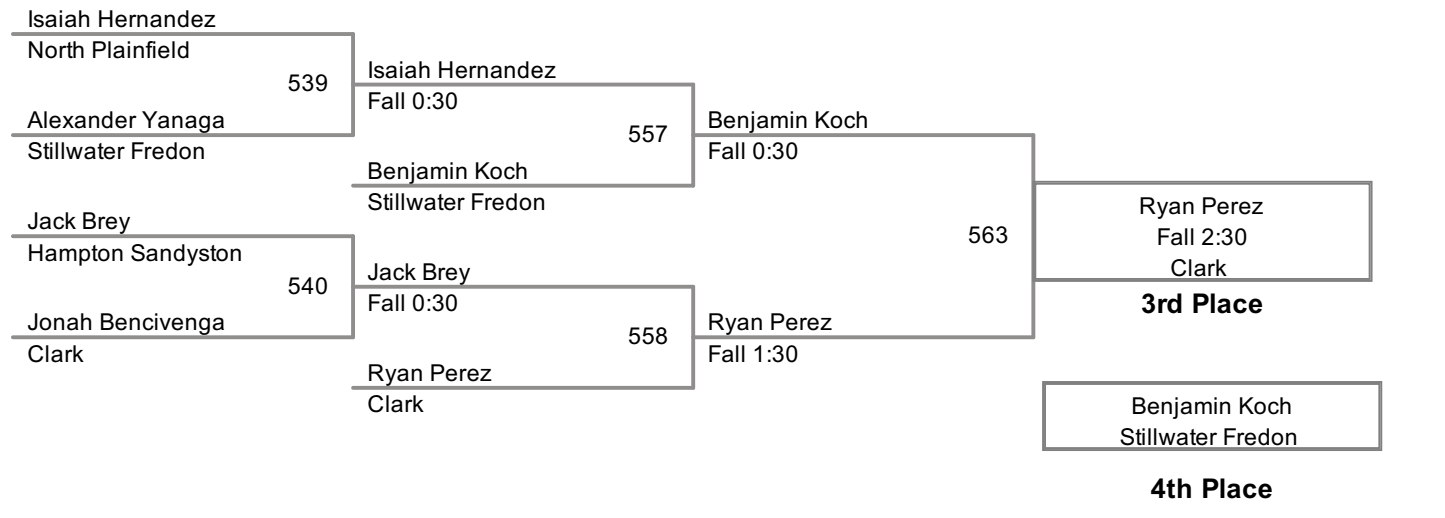 Isaiah Hernandez
North Plainfield
539
Alexander Yanaga
Stillwater Fredon
Jack Brey
Hampton Sandyston
540
Jonah Bencivenga
Clark
Isaiah Hernandez
Fall 0:30
557
Benjamin Koch
Stillwater Fredon
Jack Brey
Fall 0:30
558
Ryan Perez
Clark
Benjamin Koch
Fall 0:30
563
Ryan Perez
Fall 1:30
Ryan Perez
Fall 2:30
Clark
3rd Place
Benjamin Koch
Stillwater Fredon
4th Place